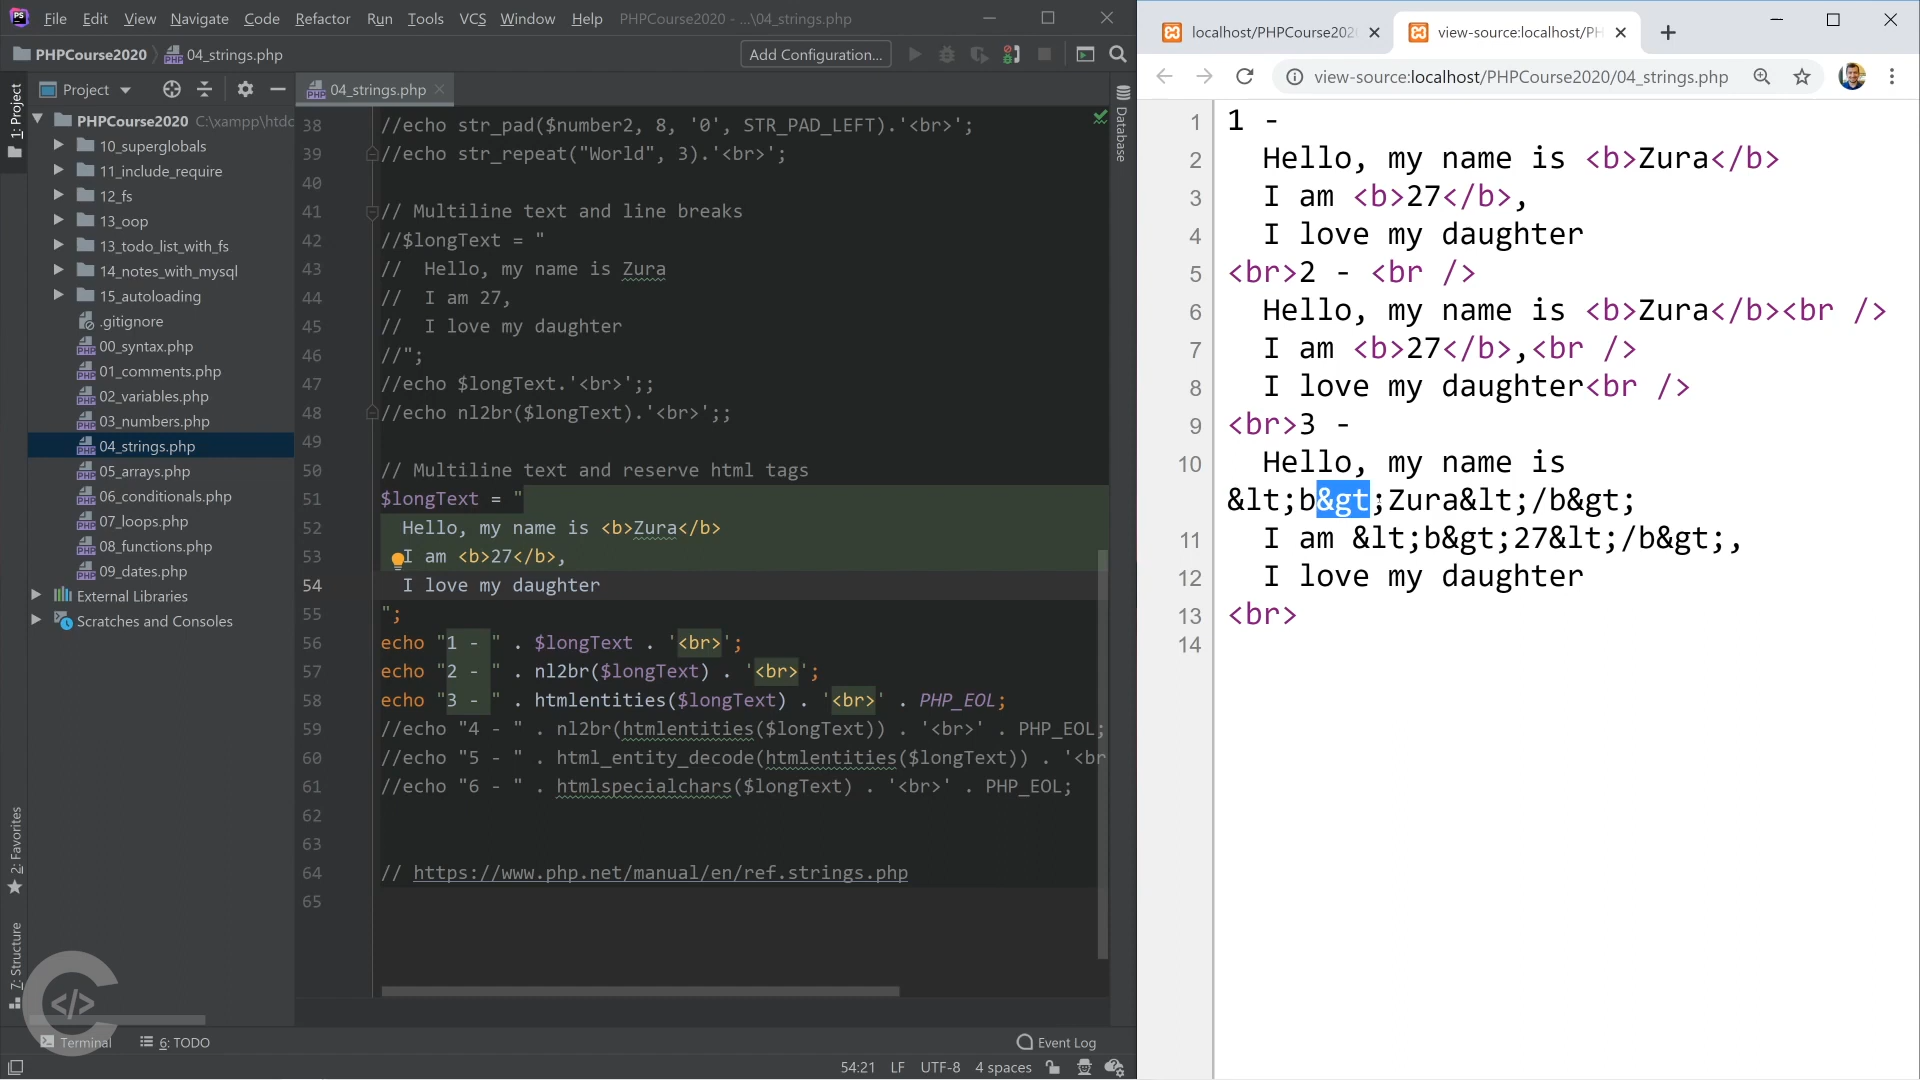 File Edit View Navigate Code Refactor Run Tools VCS Window Help PHPCourse2020 - ...\04_strings.php
PHPCourse2020 04_strings.php Add Configuration...
1: Project
Project
PHPCourse2020 C:\xampp\htdc
10_superglobals
11_include_require
12_fs
13_oop
13_todo_list_with_fs
14_notes_with_mysql
15_autoloading
.gitignore
00_syntax.php
01_comments.php
02_variables.php
03_numbers.php
04_strings.php
05_arrays.php
06_conditionals.php
07_loops.php
08_functions.php
09_dates.php
External Libraries
Scratches and Consoles
2: Favorites
7: Structure
04_strings.php
38 //echo str_pad($number2, 8, '0', STR_PAD_LEFT).'<br>';
39 //echo str_repeat("World", 3).'<br>';
40
41 // Multiline text and line breaks
42 //$longText = "
43 //  Hello, my name is Zura
44 //  I am 27,
45 //  I love my daughter
46 //";
47 //echo $longText.'<br>';;
48 //echo nl2br($longText).'<br>';;
49
50 // Multiline text and reserve html tags
51 $longText = "
52   Hello, my name is <b>Zura</b>
53   I am <b>27</b>,
54   I love my daughter
55 ";
56 echo "1 - " . $longText . '<br>';
57 echo "2 - " . nl2br($longText) . '<br>';
58 echo "3 - " . htmlentities($longText) . '<br>' . PHP_EOL;
59 //echo "4 - " . nl2br(htmlentities($longText)) . '<br>' . PHP_EOL;
60 //echo "5 - " . html_entity_decode(htmlentities($longText)) . '<br
61 //echo "6 - " . htmlspecialchars($longText) . '<br>' . PHP_EOL;
62
63
64 // https://www.php.net/manual/en/ref.strings.php
65
Database
Terminal 6: TODO Event Log
54:21 LF UTF-8 4 spaces
localhost/PHPCourse202 view-source:localhost/PH
view-source:localhost/PHPCourse2020/04_strings.php
1 1 -
2   Hello, my name is <b>Zura</b>
3   I am <b>27</b>,
4   I love my daughter
5 <br>2 - <br />
6   Hello, my name is <b>Zura</b><br />
7   I am <b>27</b>,<br />
8   I love my daughter<br />
9 <br>3 -
10   Hello, my name is
&lt;b&gt;Zura&lt;/b&gt;
11   I am &lt;b&gt;27&lt;/b&gt;,
12   I love my daughter
13 <br>
14